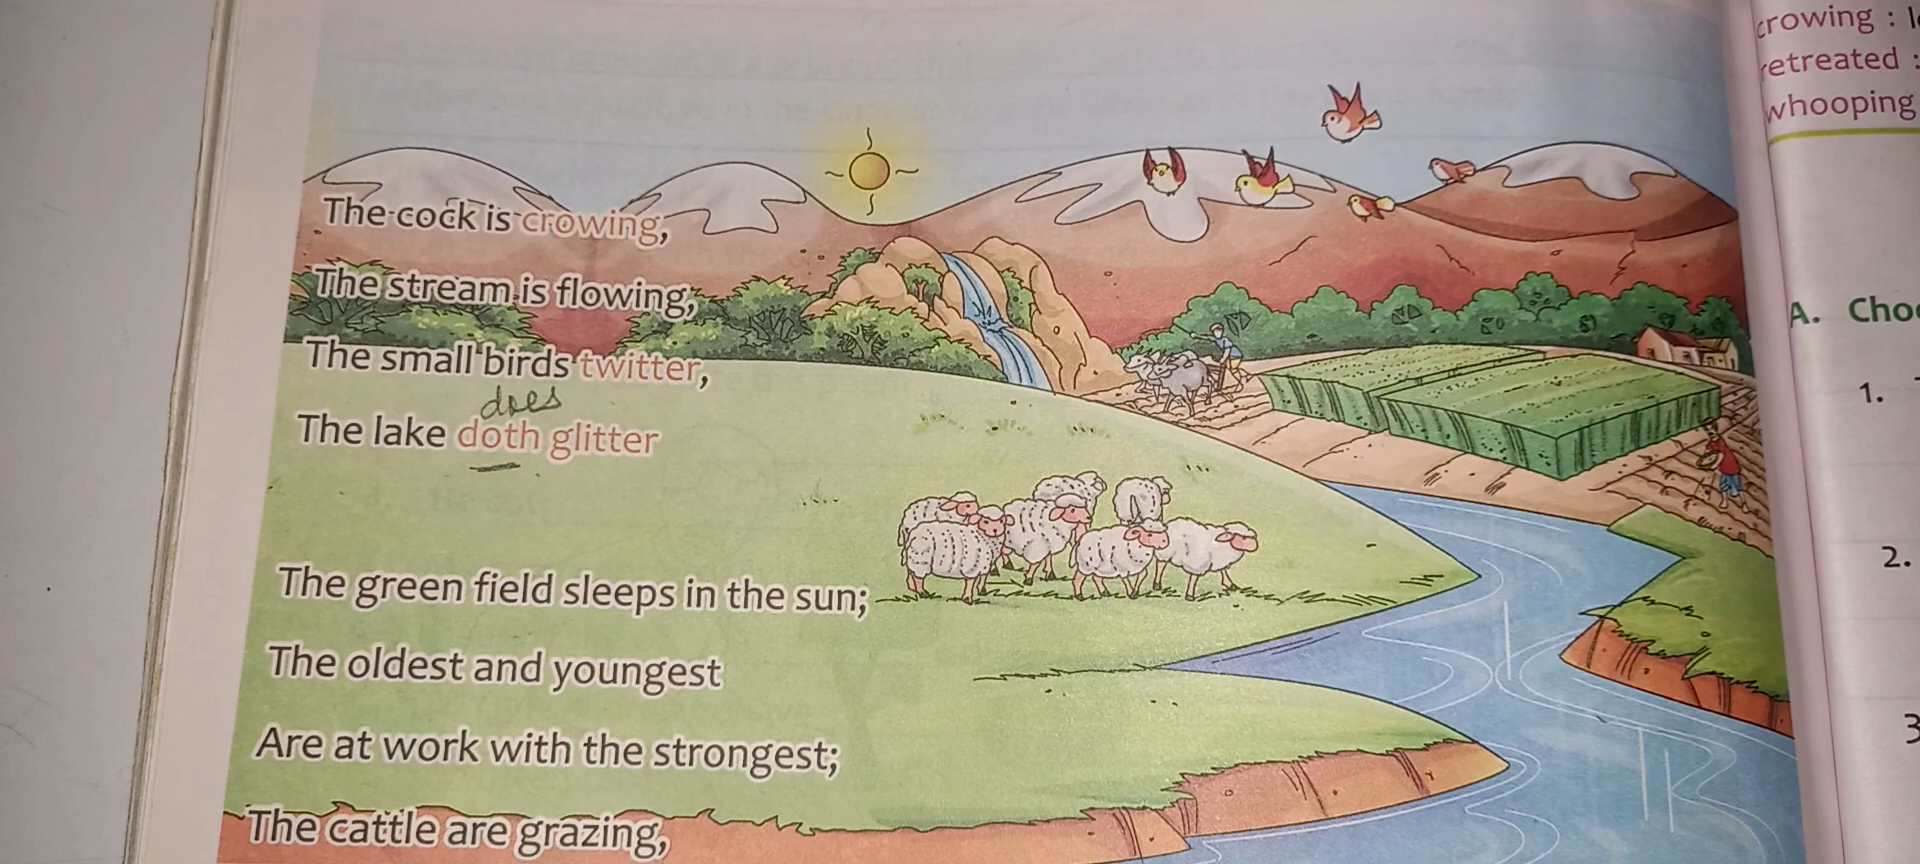 The cock is crowing,
The stream is flowing,
The small birds twitter,
does
The lake doth glitter
The green field sleeps in the sun;
The oldest and youngest
Are at work with the strongest;
The cattle are grazing,
crowing :
retreated :
whooping
A.
1.
2.
3